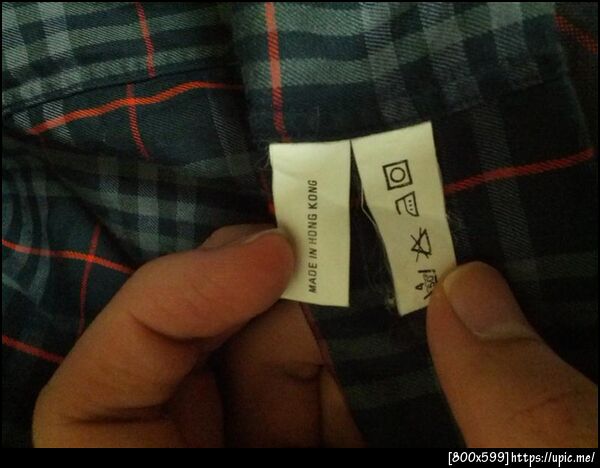 MADE IN HONG KONG
[800x599]https://upic.me/